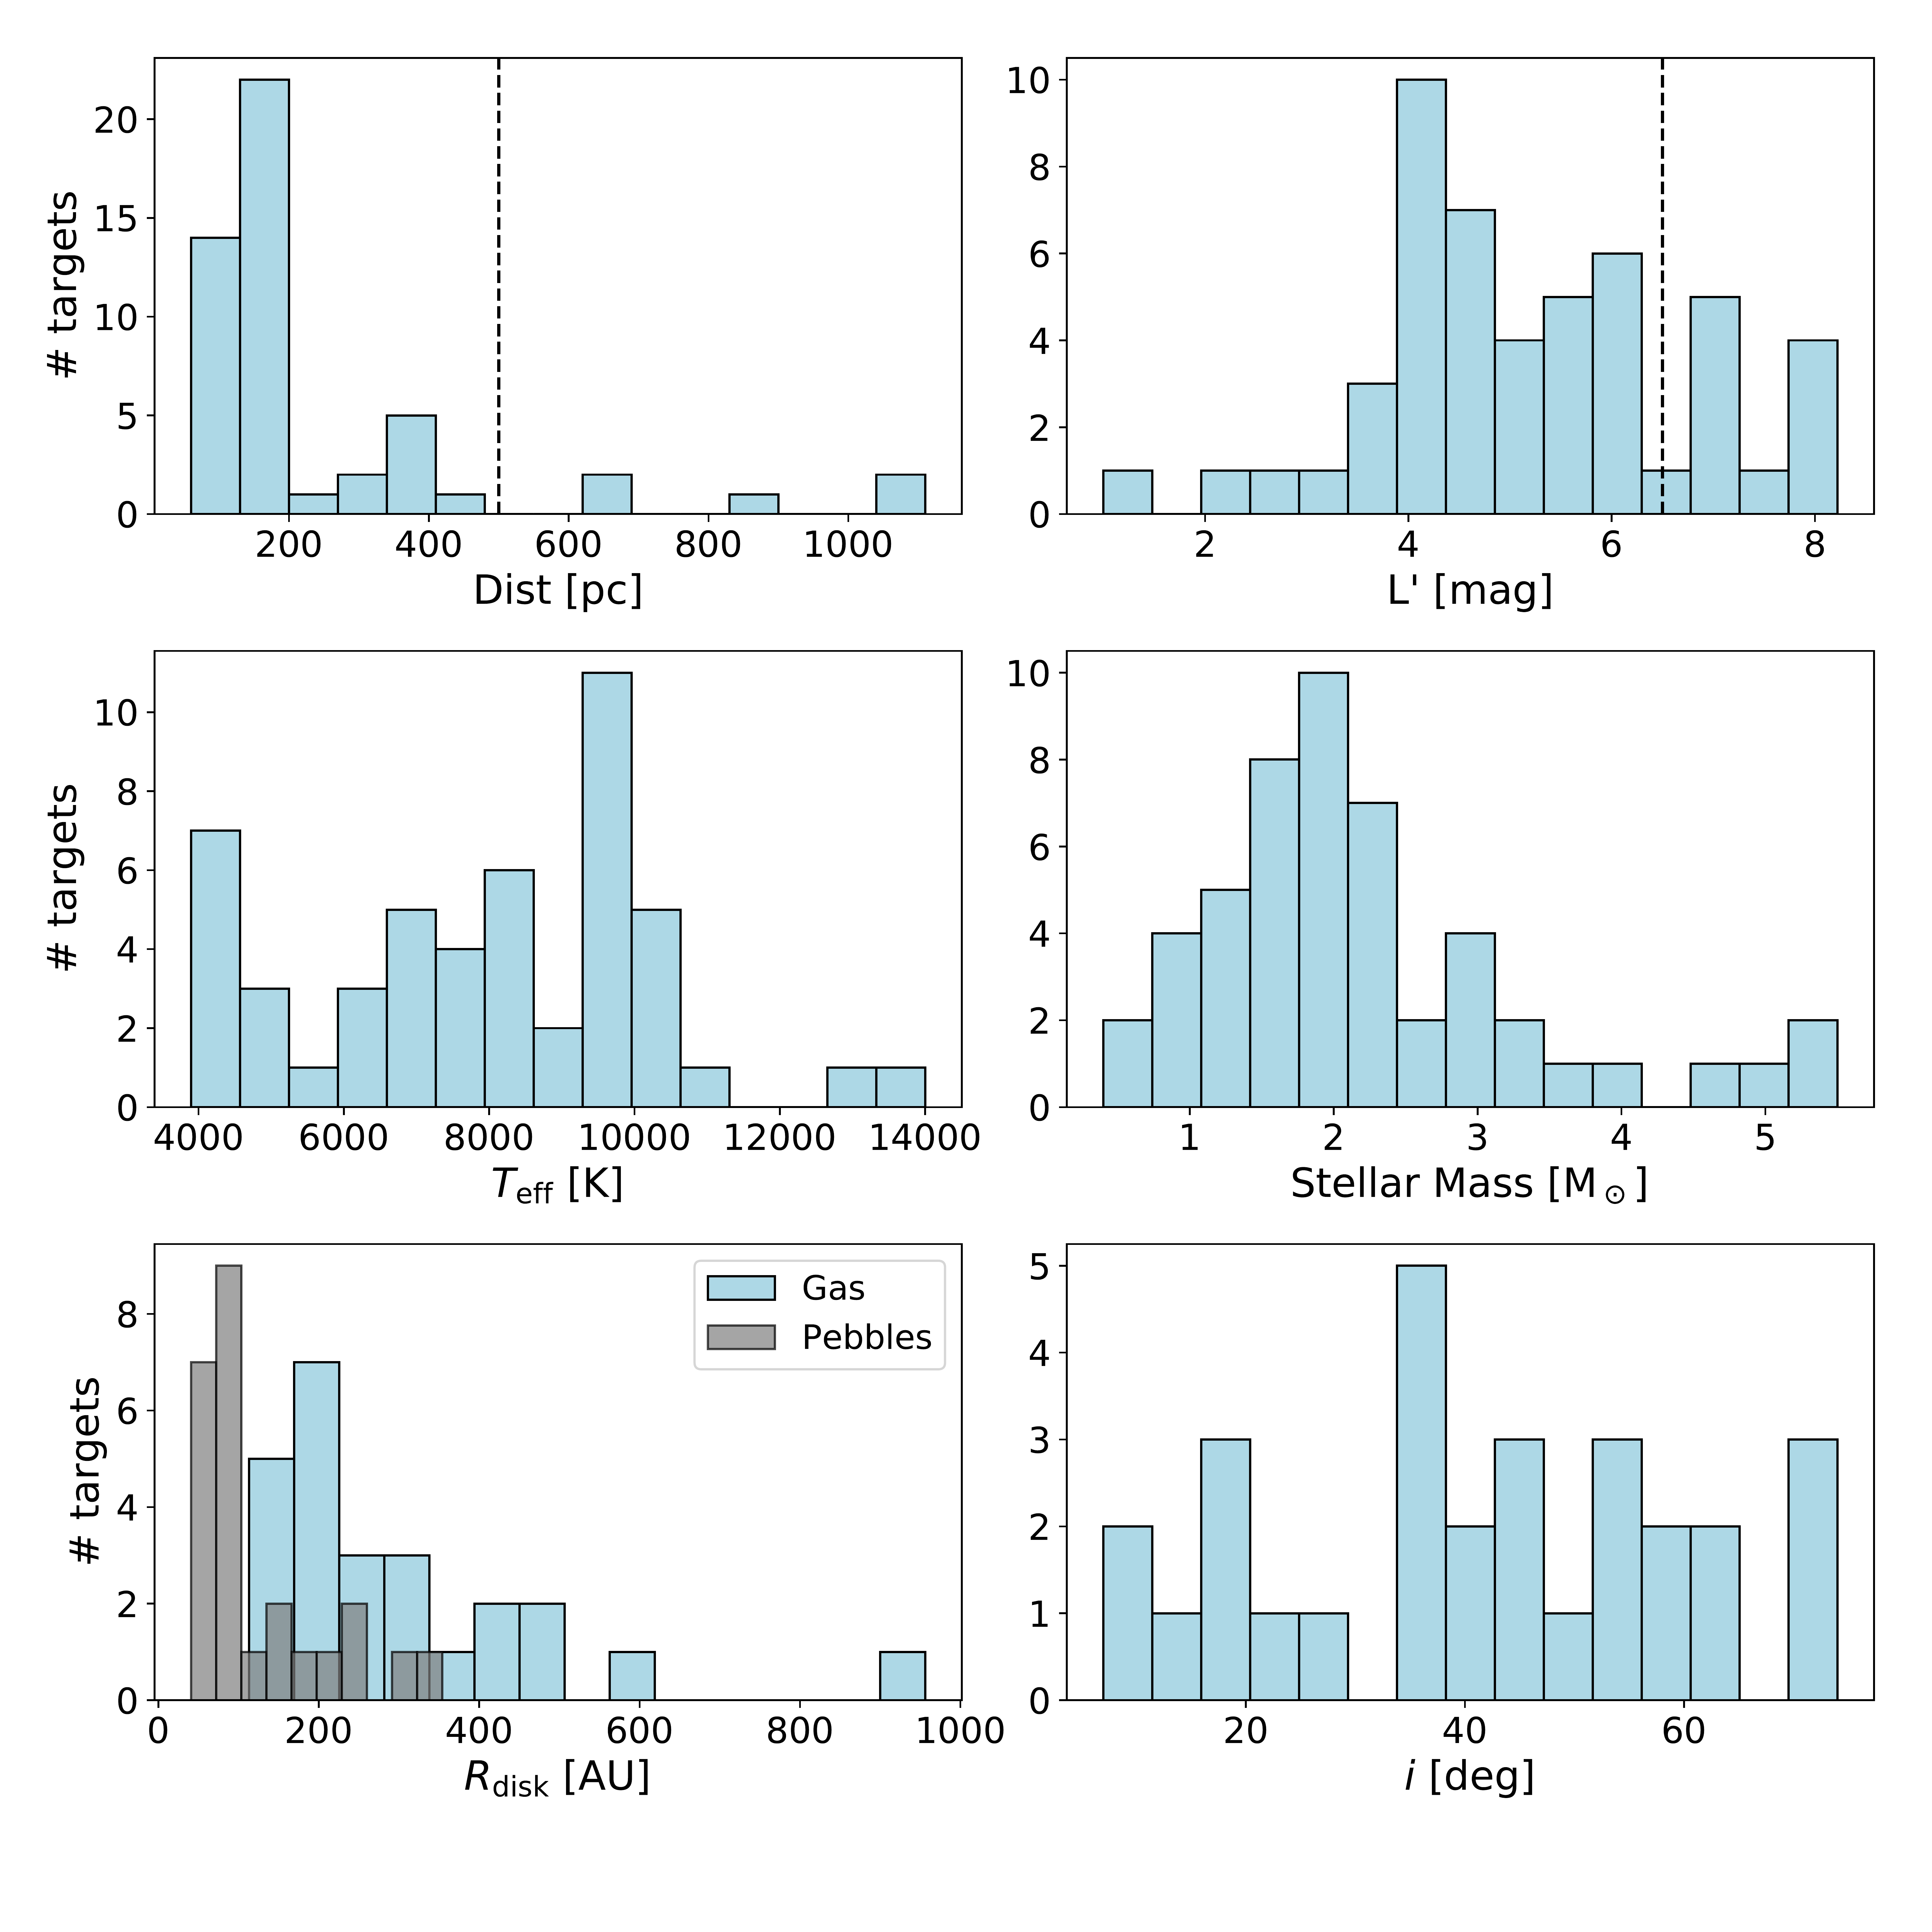 # targets
20
15
10
5
0
200 400 600 800 1000
Dist [pc]
10
8
6
4
2
0
2 4 6 8
L' [mag]
# targets
10
8
6
4
2
0
4000 6000 8000 10000 12000 14000
T_eff [K]
10
8
6
4
2
0
1 2 3 4 5
Stellar Mass [M_⊙]
# targets
8
6
4
2
0
Gas
Pebbles
0 200 400 600 800 1000
R_disk [AU]
5
4
3
2
1
0
20 40 60
i [deg]